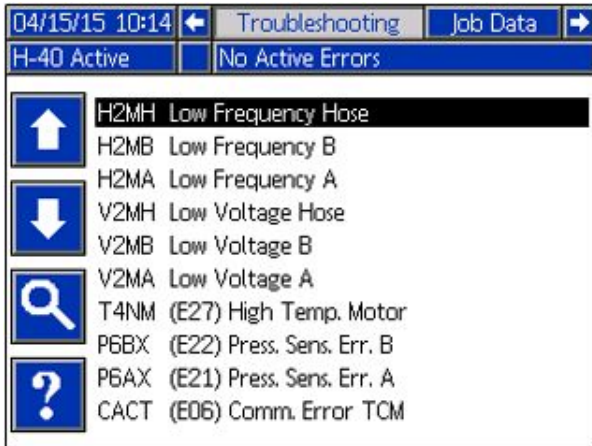 04/15/15 10:14 Troubleshooting Job Data
H-40 Active No Active Errors
H2MH Low Frequency Hose
H2MB Low Frequency B
H2MA Low Frequency A
V2MH Low Voltage Hose
V2MB Low Voltage B
V2MA Low Voltage A
T4NM (E27) High Temp. Motor
P6BX (E22) Press. Sens. Err. B
P6AX (E21) Press. Sens. Err. A
CACT (E06) Comm. Error TCM
?